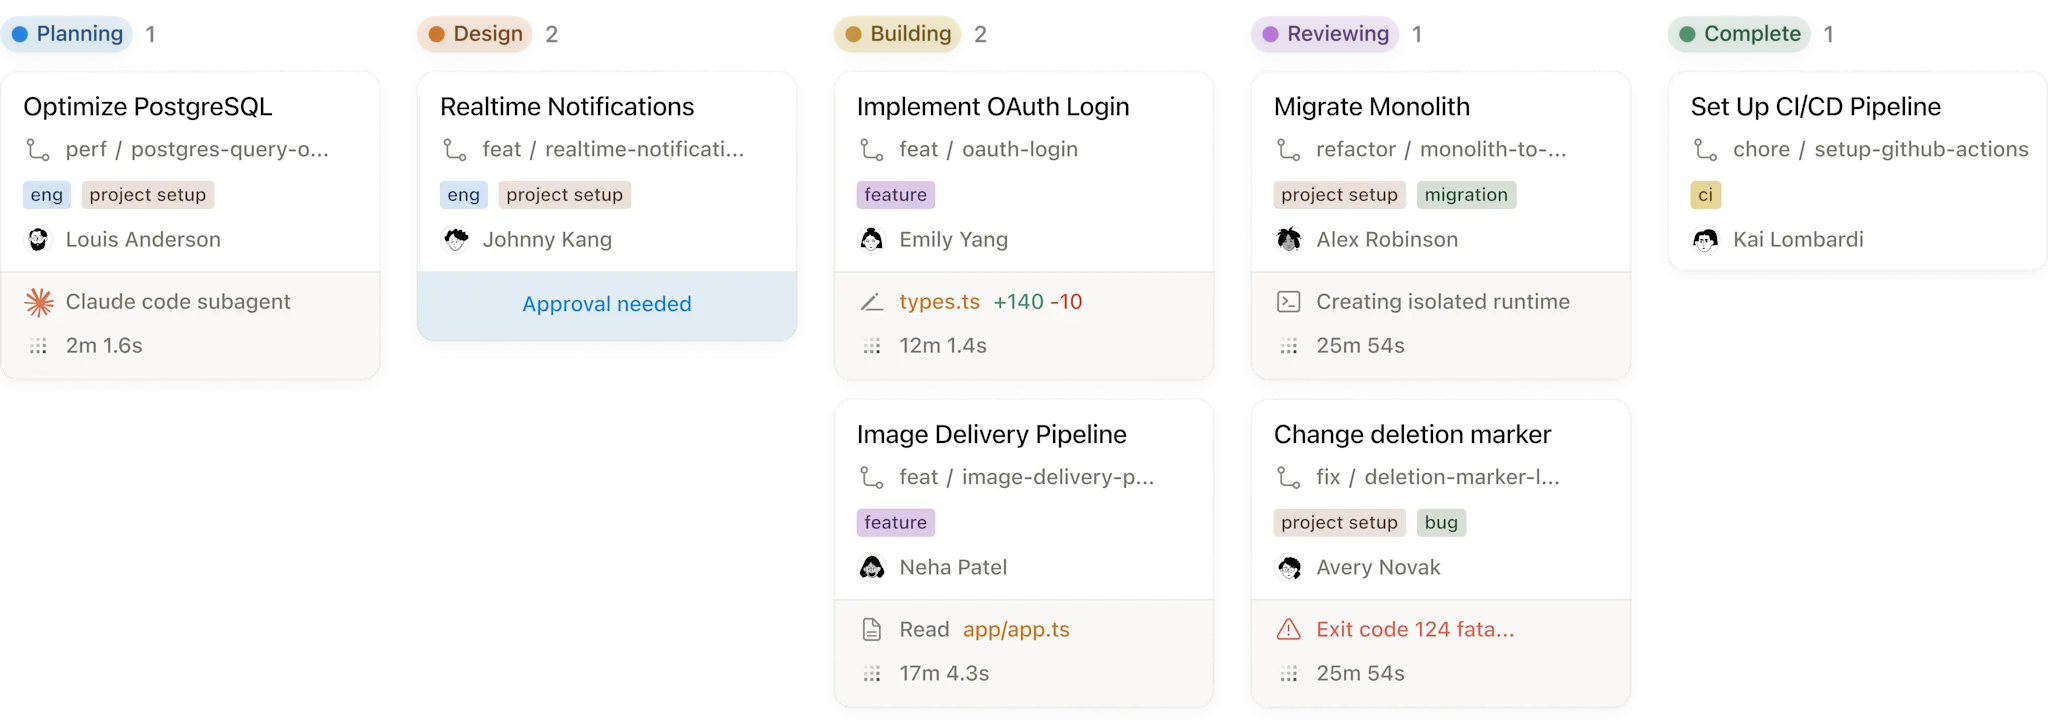 Planning 1
Optimize PostgreSQL
perf / postgres-query-o...
eng project setup
Louis Anderson
Claude code subagent
2m 1.6s
Design 2
Realtime Notifications
feat / realtime-notificati...
eng project setup
Johnny Kang
Approval needed
Building 2
Implement OAuth Login
feat / oauth-login
feature
Emily Yang
types.ts +140 -10
12m 1.4s
Image Delivery Pipeline
feat / image-delivery-p...
feature
Neha Patel
Read app/app.ts
17m 4.3s
Reviewing 1
Migrate Monolith
refactor / monolith-to-...
project setup migration
Alex Robinson
Creating isolated runtime
25m 54s
Change deletion marker
fix / deletion-marker-l...
project setup bug
Avery Novak
Exit code 124 fata...
25m 54s
Complete 1
Set Up CI/CD Pipeline
chore / setup-github-actions
ci
Kai Lombardi